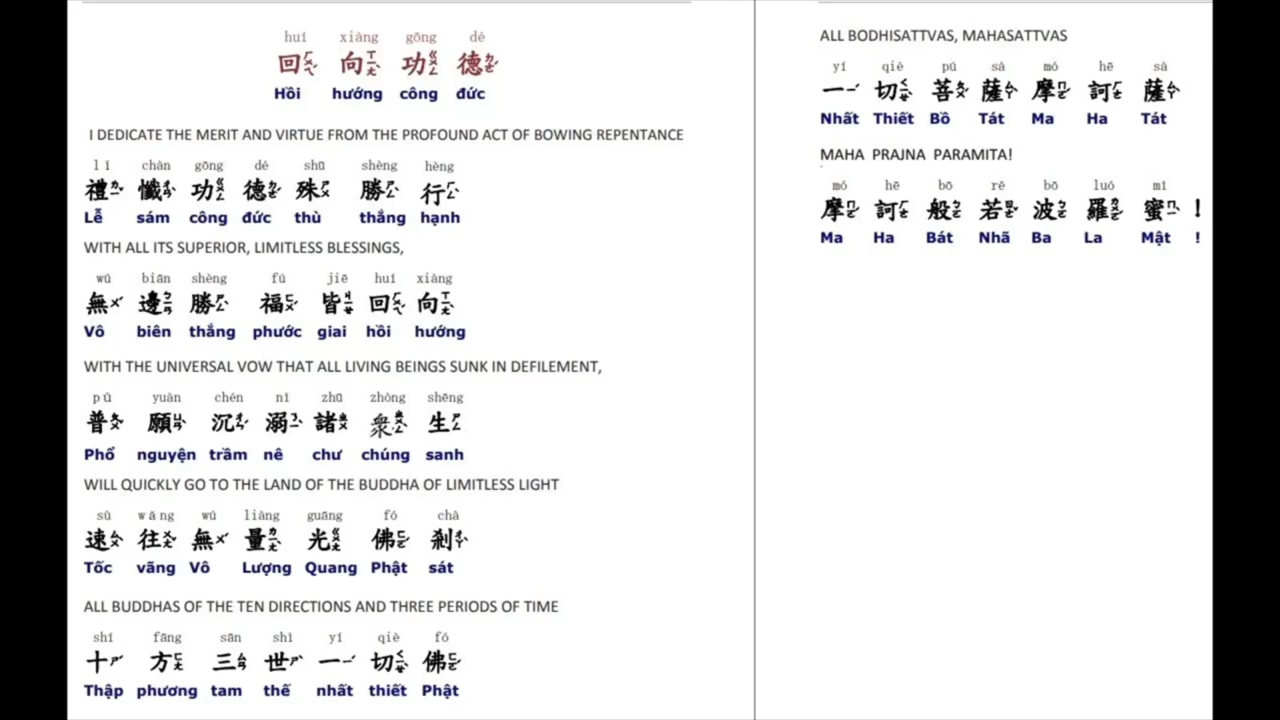 huí xiàng gōng dé
回 向 功 德
Hồi hướng công đức
I DEDICATE THE MERIT AND VIRTUE FROM THE PROFOUND ACT OF BOWING REPENTANCE
lǐ chàn gōng dé shū shèng hèng
禮 懺 功 德 殊 勝 行
Lễ sám công đức thù thắng hạnh
WITH ALL ITS SUPERIOR, LIMITLESS BLESSINGS,
wú biān shèng fú jiē huí xiàng
無 邊 勝 福 皆 回 向
Vô biên thắng phước giai hồi hướng
WITH THE UNIVERSAL VOW THAT ALL LIVING BEINGS SUNK IN DEFILEMENT,
pǔ yuàn chén nì zhū zhòng shēng
普 願 沉 溺 諸 眾 生
Phổ nguyện trầm nê chư chúng sanh
WILL QUICKLY GO TO THE LAND OF THE BUDDHA OF LIMITLESS LIGHT
sù wǎng wú liàng guāng fó chà
速 往 無 量 光 佛 剎
Tốc vãng Vô Lượng Quang Phật sát
ALL BUDDHAS OF THE TEN DIRECTIONS AND THREE PERIODS OF TIME
shí fāng sān shì yí qiè fó
十 方 三 世 一 切 佛
Thập phương tam thế nhất thiết Phật
ALL BODHISATTVAS, MAHASATTVAS
yí qiè pú sà mó hē sà
一 切 菩 薩 摩 訶 薩
Nhất Thiết Bồ Tát Ma Ha Tát
MAHA PRAJNA PARAMITA!
mó hē bō rě bō luó mì
摩 訶 般 若 波 羅 蜜 !
Ma Ha Bát Nhã Ba La Mật !